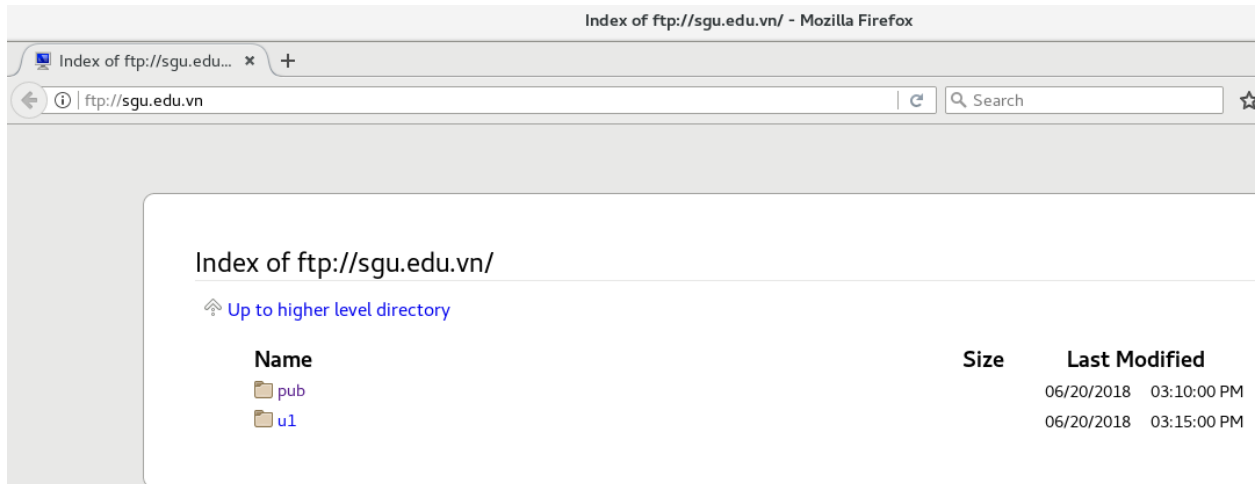 Index of ftp://sgu.edu.vn/ - Mozilla Firefox
Index of ftp://sgu.edu... × +
ftp://sgu.edu.vn Search
Index of ftp://sgu.edu.vn/
Up to higher level directory
Name Size Last Modified
pub 06/20/2018 03:10:00 PM
u1 06/20/2018 03:15:00 PM